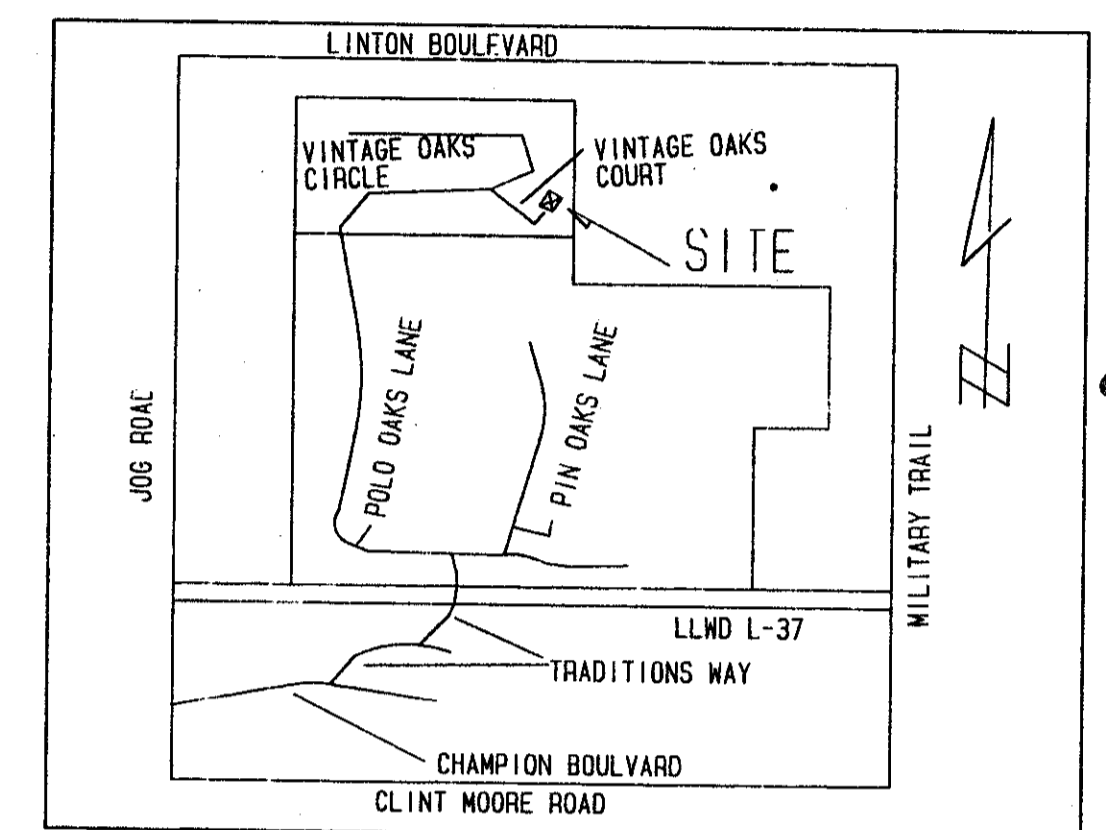 LINTON BOULEVARD
VINTAGE OAKS
CIRCLE
VINTAGE OAKS
COURT
SITE
POLO OAKS LANE
PIN OAKS LANE
JOG ROAD
MILITARY TRAIL
LLWD L-37
TRADITIONS WAY
CHAMPION BOULVARD
CLINT MOORE ROAD